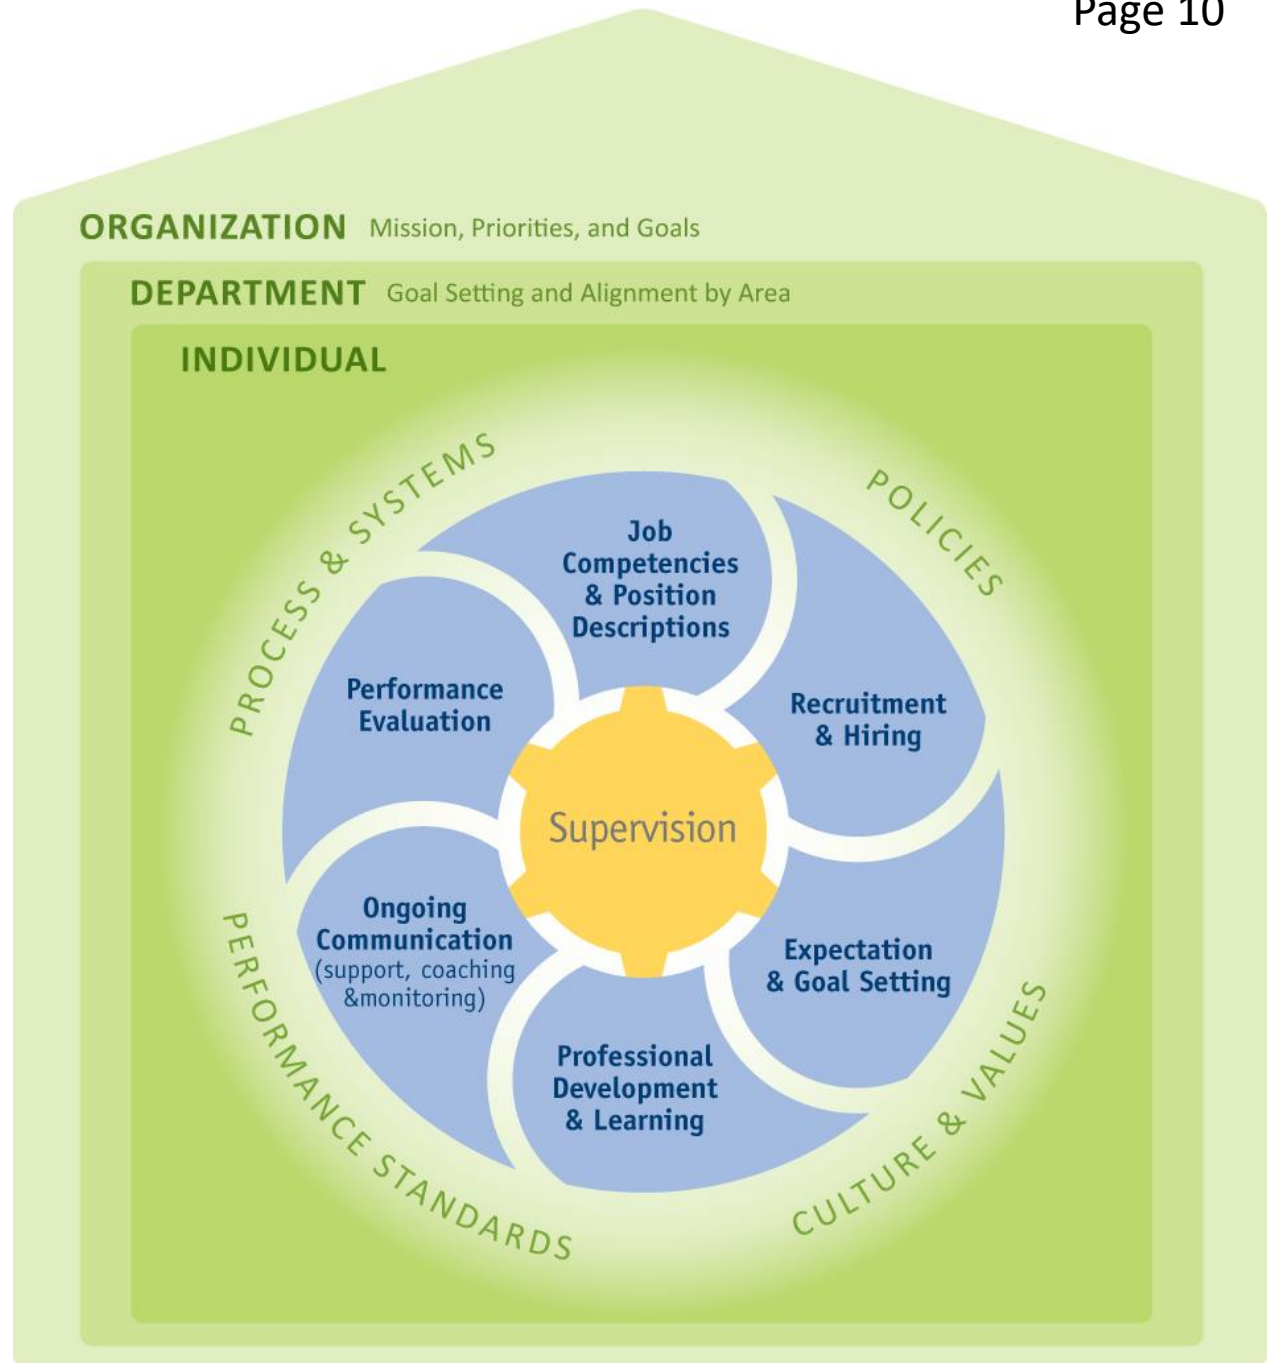 Page 10
ORGANIZATION Mission, Priorities, and Goals
DEPARTMENT Goal Setting and Alignment by Area
INDIVIDUAL
PROCESS & SYSTEMS
POLICIES
Job
Competencies
& Position
Descriptions
Performance
Evaluation
Recruitment
& Hiring
Supervision
Ongoing
Communication
(support, coaching
&monitoring)
Expectation
& Goal Setting
Professional
Development
& Learning
PERFORMANCE STANDARDS
CULTURE & VALUES